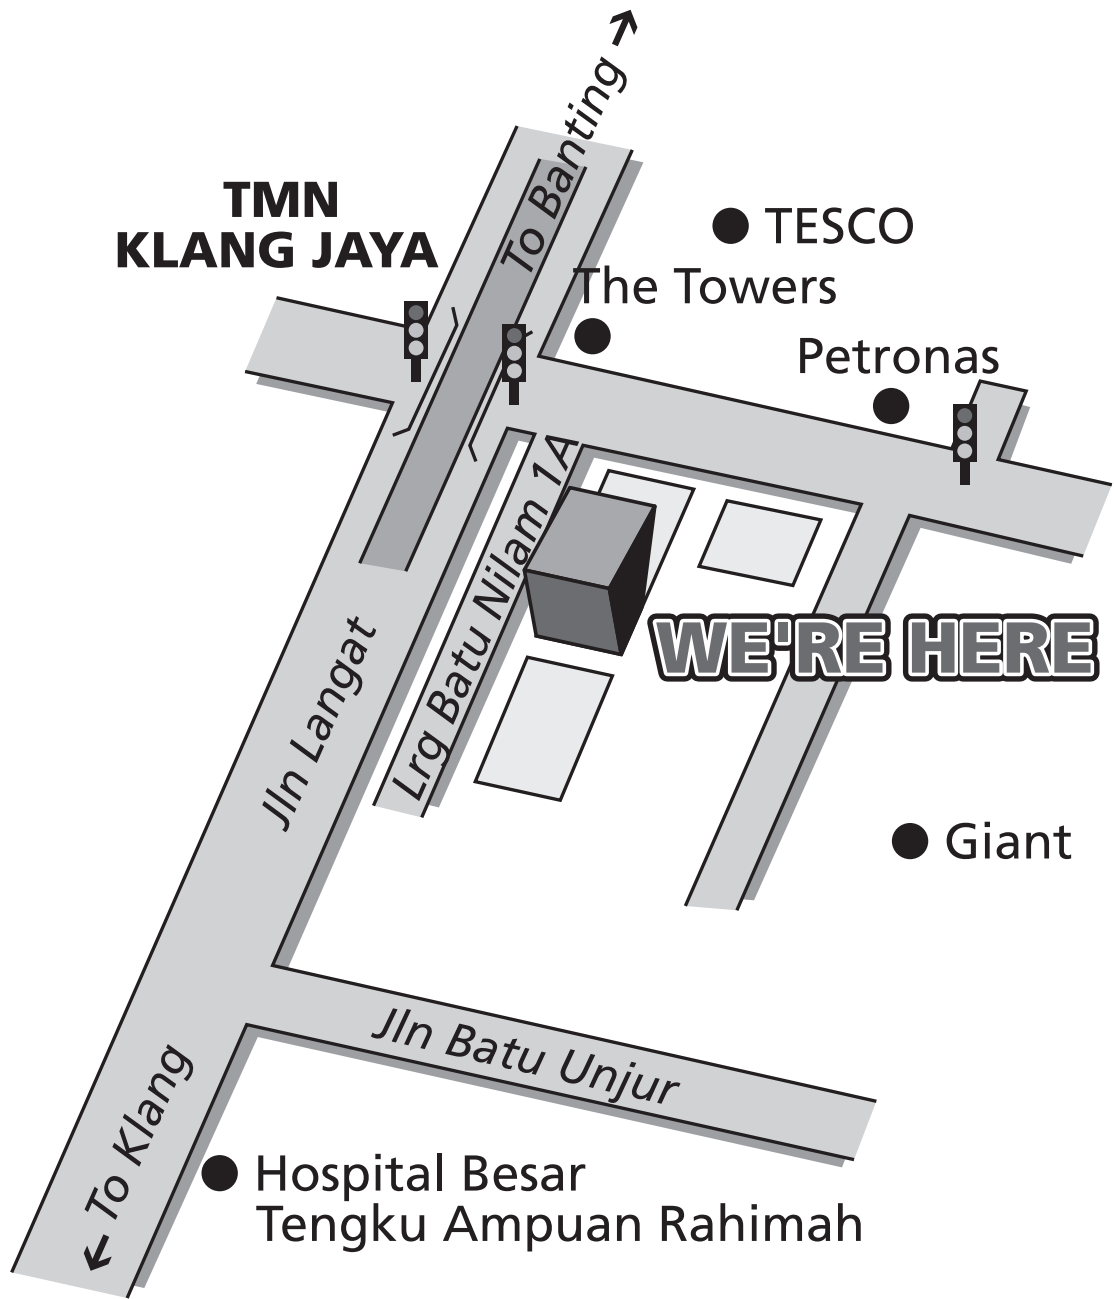 To Banting
TMN
KLANG JAYA
TESCO
The Towers
Petronas
Lrg Batu Nilam 1A
WE'RE HERE
Jln Langat
Giant
Jln Batu Unjur
To Klang
Hospital Besar
Tengku Ampuan Rahimah